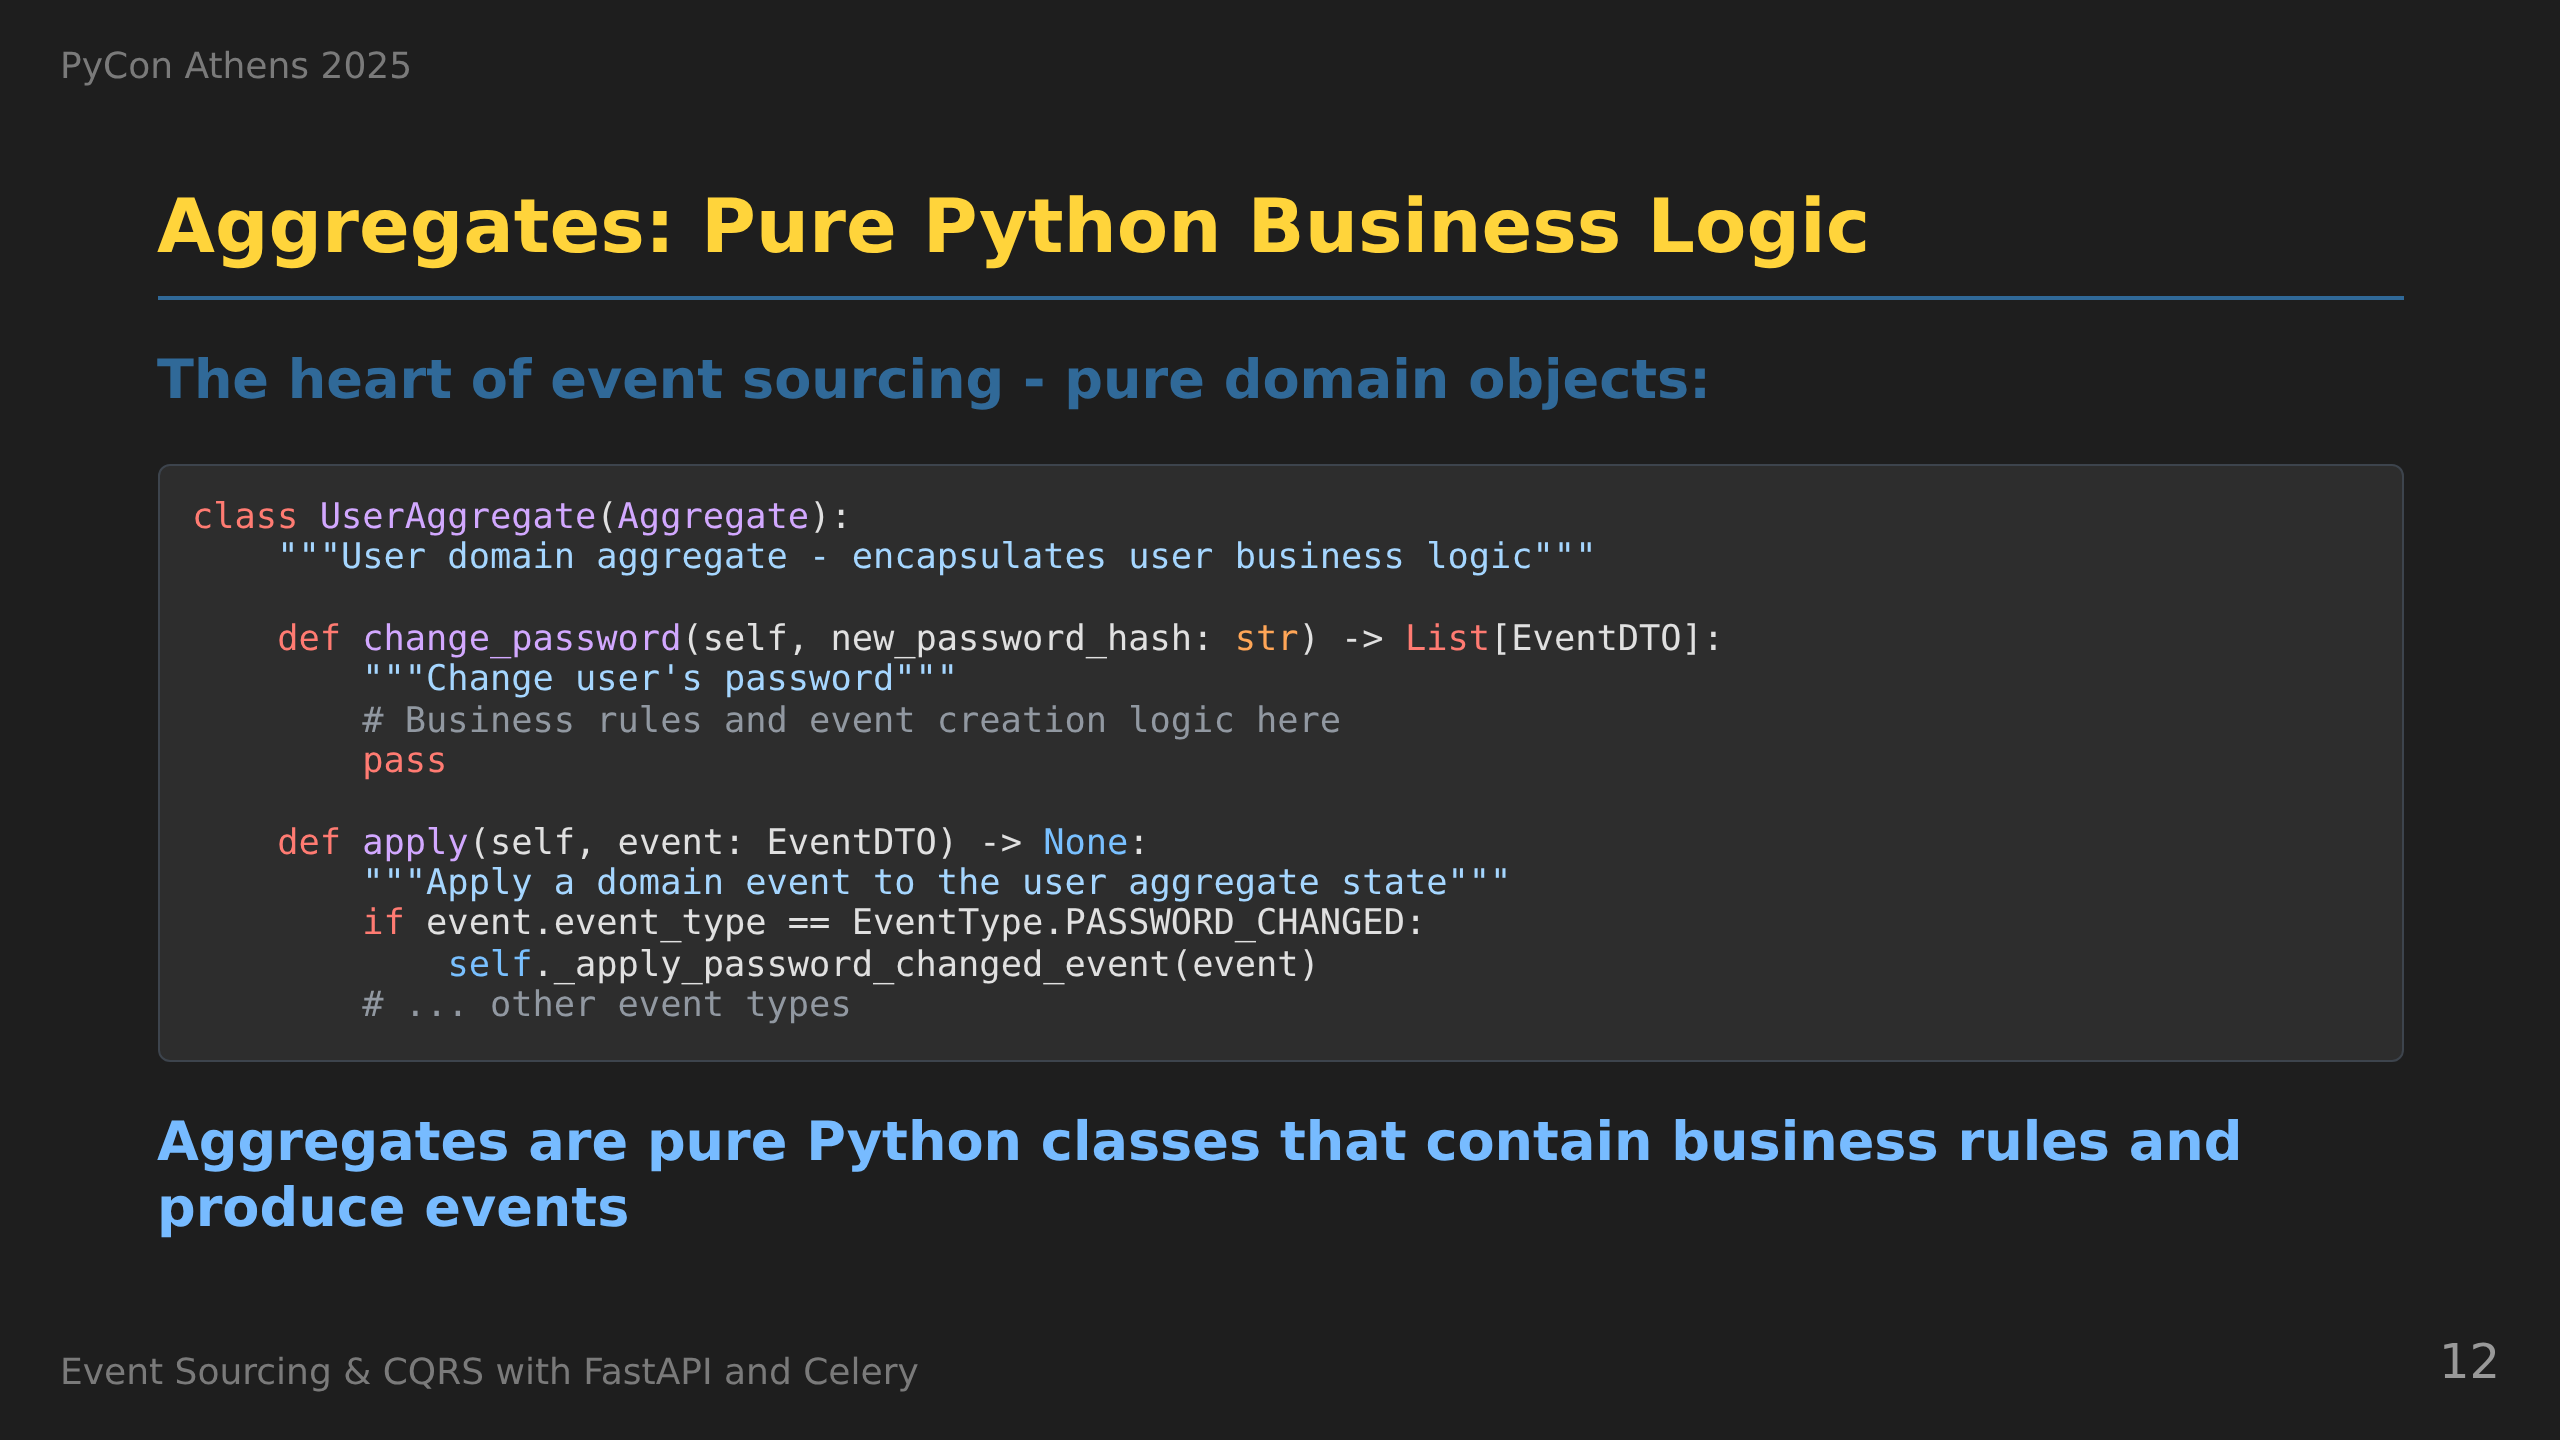 PyCon Athens 2025
Aggregates: Pure Python Business Logic
The heart of event sourcing - pure domain objects:
class UserAggregate(Aggregate):
    """User domain aggregate - encapsulates user business logic"""
    def change_password(self, new_password_hash: str) -> List[EventDTO]:
        """Change user's password"""
        # Business rules and event creation logic here
        pass
    def apply(self, event: EventDTO) -> None:
        """Apply a domain event to the user aggregate state"""
        if event.event_type == EventType.PASSWORD_CHANGED:
            self._apply_password_changed_event(event)
        # ... other event types
Aggregates are pure Python classes that contain business rules and
produce events
Event Sourcing & CQRS with FastAPI and Celery
12